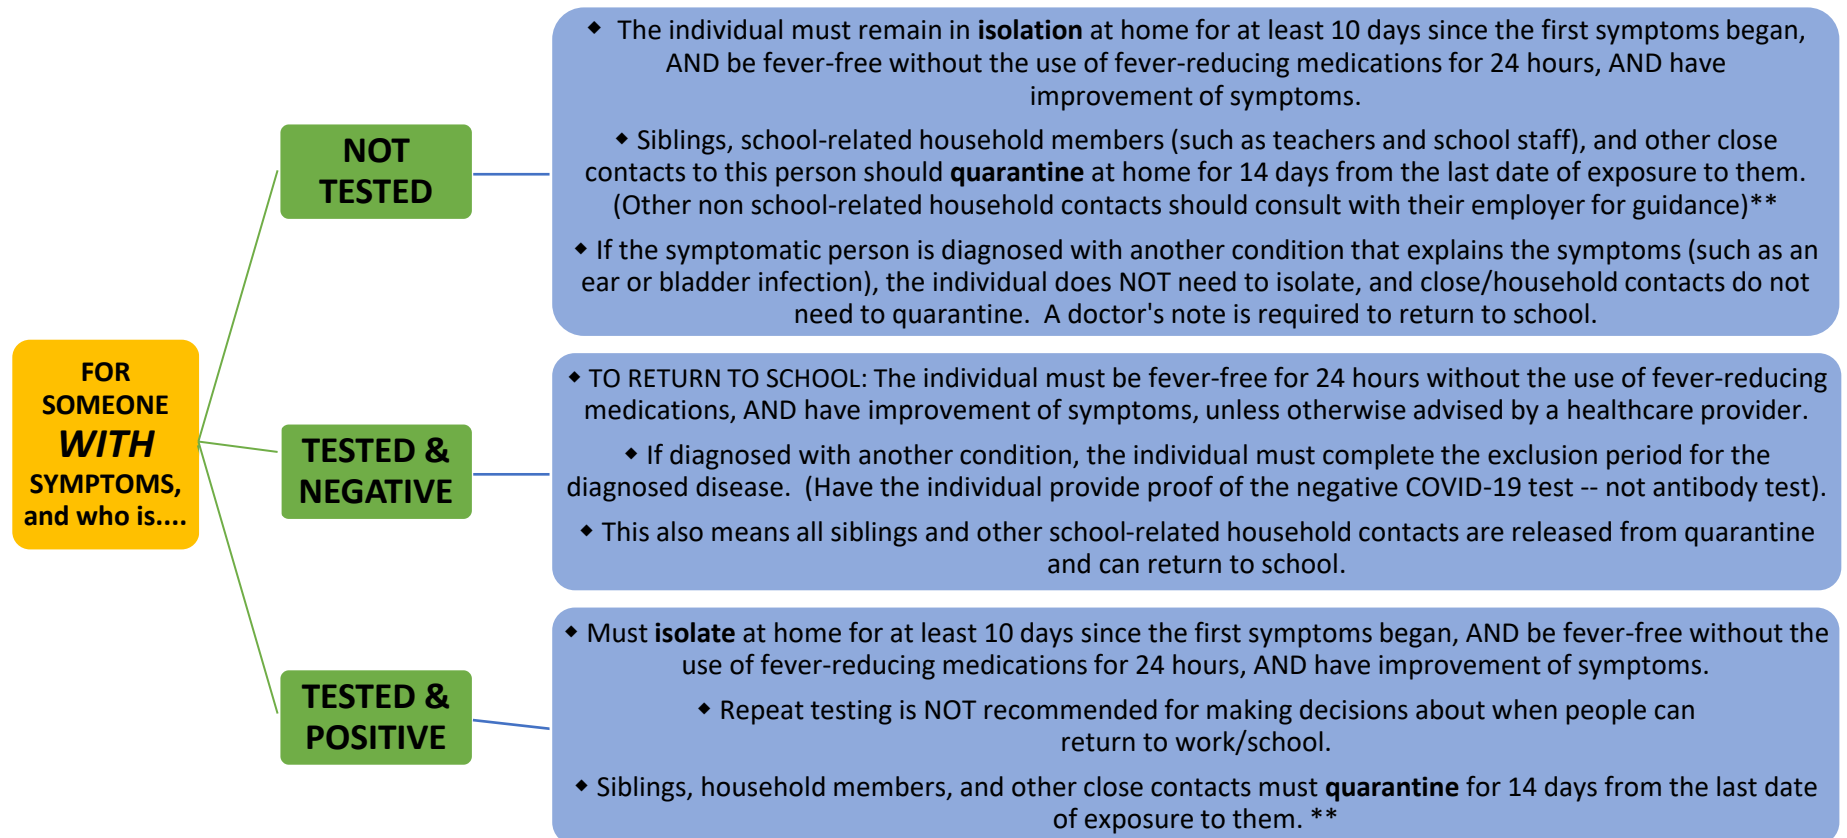 FOR
SOMEONE
WITH
SYMPTOMS,
and who is....
NOT
TESTED
◆ The individual must remain in isolation at home for at least 10 days since the first symptoms began,
AND be fever-free without the use of fever-reducing medications for 24 hours, AND have
improvement of symptoms.
◆ Siblings, school-related household members (such as teachers and school staff), and other close
contacts to this person should quarantine at home for 14 days from the last date of exposure to them.
(Other non school-related household contacts should consult with their employer for guidance)**
◆ If the symptomatic person is diagnosed with another condition that explains the symptoms (such as an
ear or bladder infection), the individual does NOT need to isolate, and close/household contacts do not
need to quarantine. A doctor's note is required to return to school.
TESTED &
NEGATIVE
◆ TO RETURN TO SCHOOL: The individual must be fever-free for 24 hours without the use of fever-reducing
medications, AND have improvement of symptoms, unless otherwise advised by a healthcare provider.
◆ If diagnosed with another condition, the individual must complete the exclusion period for the
diagnosed disease. (Have the individual provide proof of the negative COVID-19 test -- not antibody test).
◆ This also means all siblings and other school-related household contacts are released from quarantine
and can return to school.
TESTED &
POSITIVE
◆ Must isolate at home for at least 10 days since the first symptoms began, AND be fever-free without the
use of fever-reducing medications for 24 hours, AND have improvement of symptoms.
◆ Repeat testing is NOT recommended for making decisions about when people can
return to work/school.
◆ Siblings, household members, and other close contacts must quarantine for 14 days from the last date
of exposure to them. **